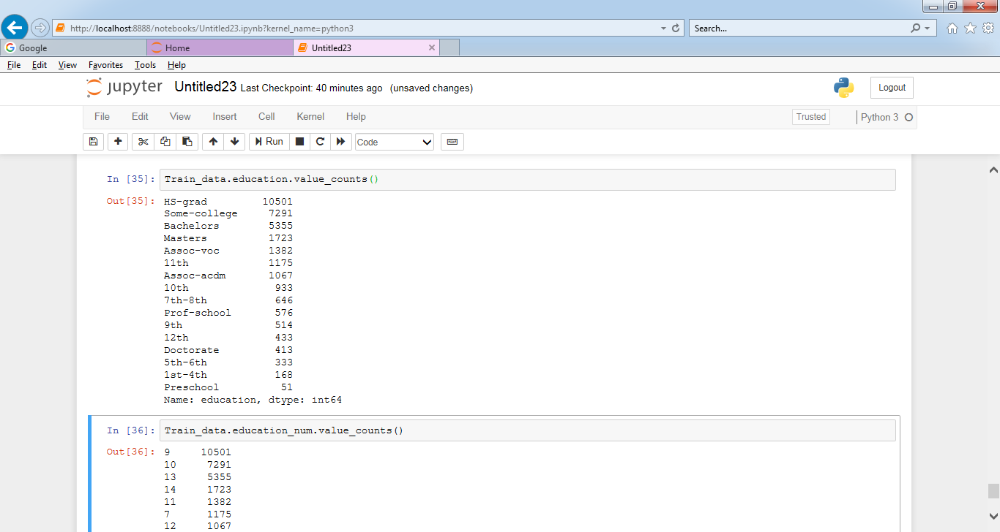 http://localhost:8888/notebooks/Untitled23.ipynb?kernel_name=python3
Search...
Google
Home
Untitled23
File Edit View Favorites Tools Help
jupyter Untitled23 Last Checkpoint: 40 minutes ago (unsaved changes)
Logout
File Edit View Insert Cell Kernel Help
Trusted
Python 3
Run
Code
In [35]: Train_data.education.value_counts()
Out[35]: HS-grad 10501
Some-college 7291
Bachelors 5355
Masters 1723
Assoc-voc 1382
11th 1175
Assoc-acdm 1067
10th 933
7th-8th 646
Prof-school 576
9th 514
12th 433
Doctorate 413
5th-6th 333
1st-4th 168
Preschool 51
Name: education, dtype: int64
In [36]: Train_data.education_num.value_counts()
Out[36]: 9 10501
10 7291
13 5355
14 1723
11 1382
7 1175
12 1067